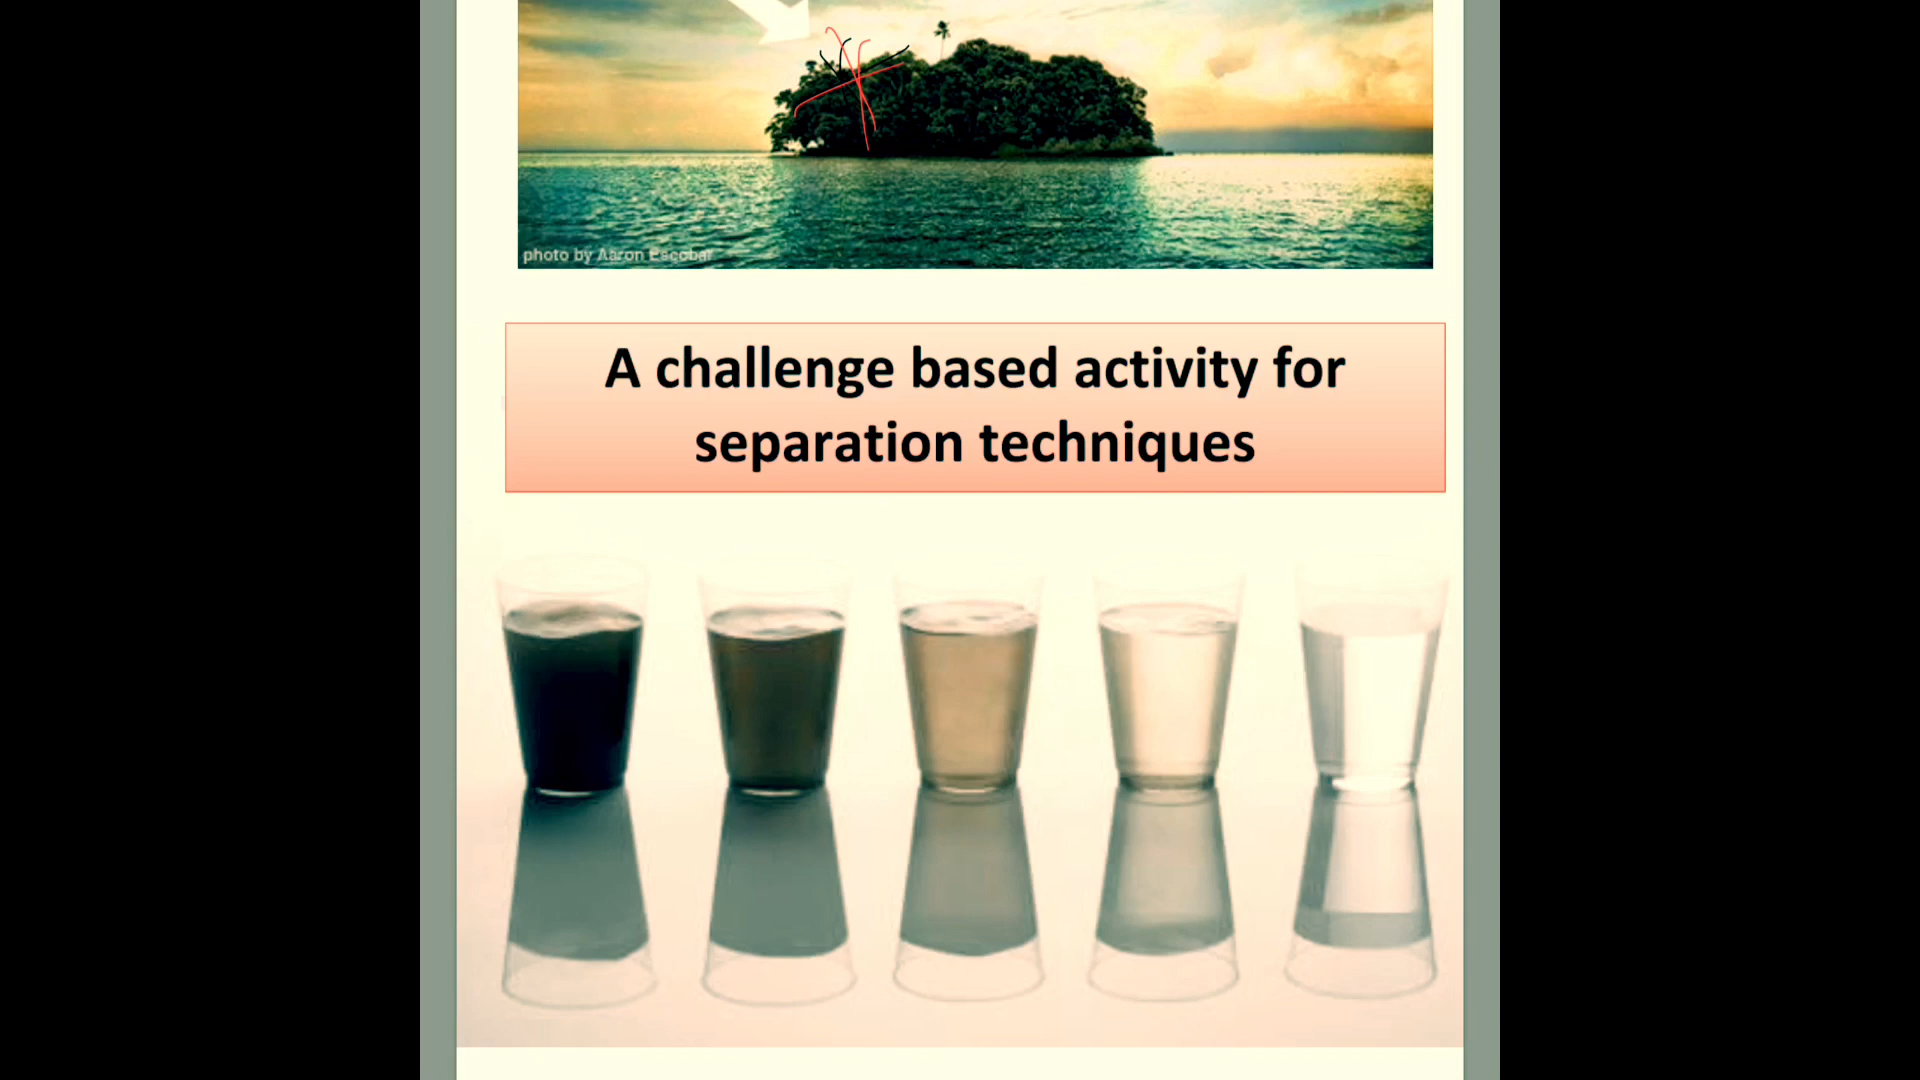 photo by Aaron Escobar
A challenge based activity for
separation techniques